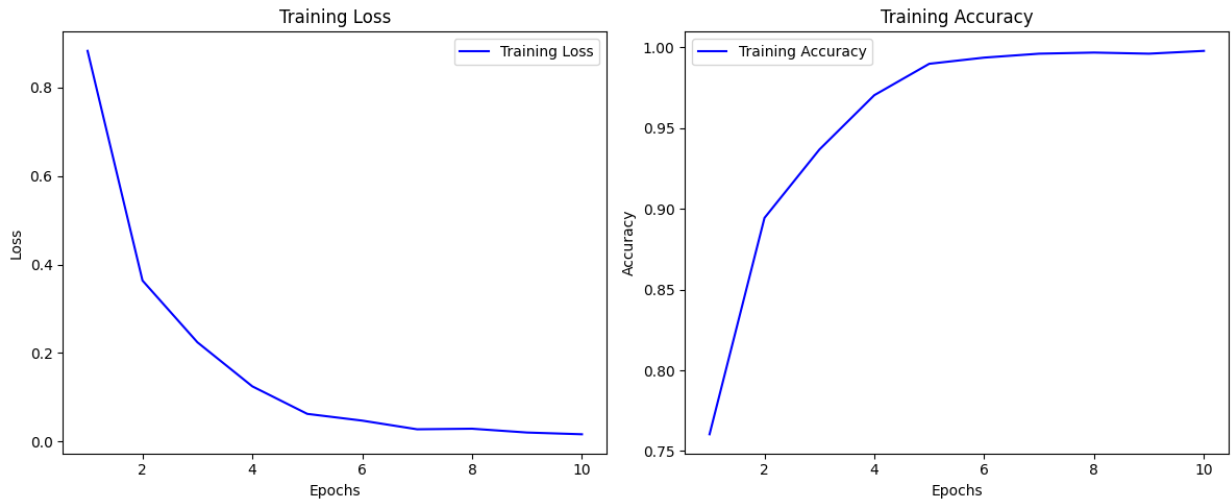 Training Loss
Training Loss
0.8
0.6
0.4
0.2
0.0
Loss
2 4 6 8 10
Epochs
Training Accuracy
Training Accuracy
1.00
0.95
0.90
0.85
0.80
0.75
Accuracy
2 4 6 8 10
Epochs